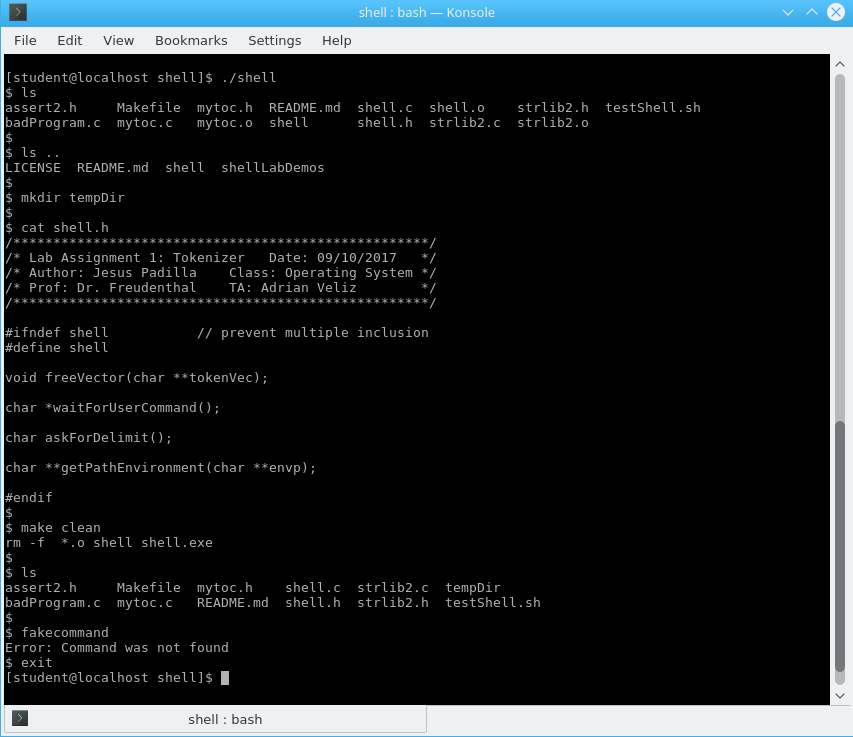 shell : bash — Konsole
File Edit View Bookmarks Settings Help
[student@localhost shell]$ ./shell
$ ls
assert2.h     Makefile  mytoc.h  README.md  shell.c  shell.o    strlib2.h  testShell.sh
badProgram.c  mytoc.c   mytoc.o  shell      shell.h  strlib2.c  strlib2.o
$
$ ls ..
LICENSE  README.md  shell  shellLabDemos
$
$ mkdir tempDir
$
$ cat shell.h
/****************************************************/
/* Lab Assignment 1: Tokenizer   Date: 09/10/2017   */
/* Author: Jesus Padilla    Class: Operating System */
/* Prof: Dr. Freudenthal    TA: Adrian Veliz        */
/****************************************************/
#ifndef shell           // prevent multiple inclusion
#define shell
void freeVector(char **tokenVec);
char *waitForUserCommand();
char askForDelimit();
char **getPathEnvironment(char **envp);
#endif
$
$ make clean
rm -f  *.o shell shell.exe
$
$ ls
assert2.h     Makefile  mytoc.h    shell.c  strlib2.c  tempDir
badProgram.c  mytoc.c   README.md  shell.h  strlib2.h  testShell.sh
$
$ fakecommand
Error: Command was not found
$ exit
[student@localhost shell]$
shell : bash